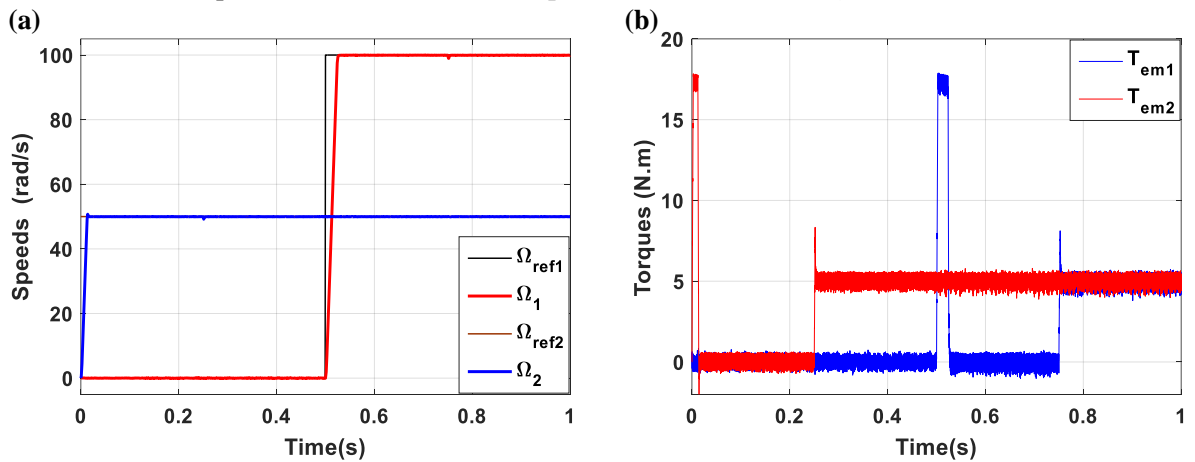 (a)
Speeds (rad/s)
100
80
60
40
20
0
0 0.2 0.4 0.6 0.8 1
Time(s)
Ωref1
Ω1
Ωref2
Ω2
(b)
Torques (N.m)
20
15
10
5
0
0 0.2 0.4 0.6 0.8 1
Time(s)
Tem1
Tem2